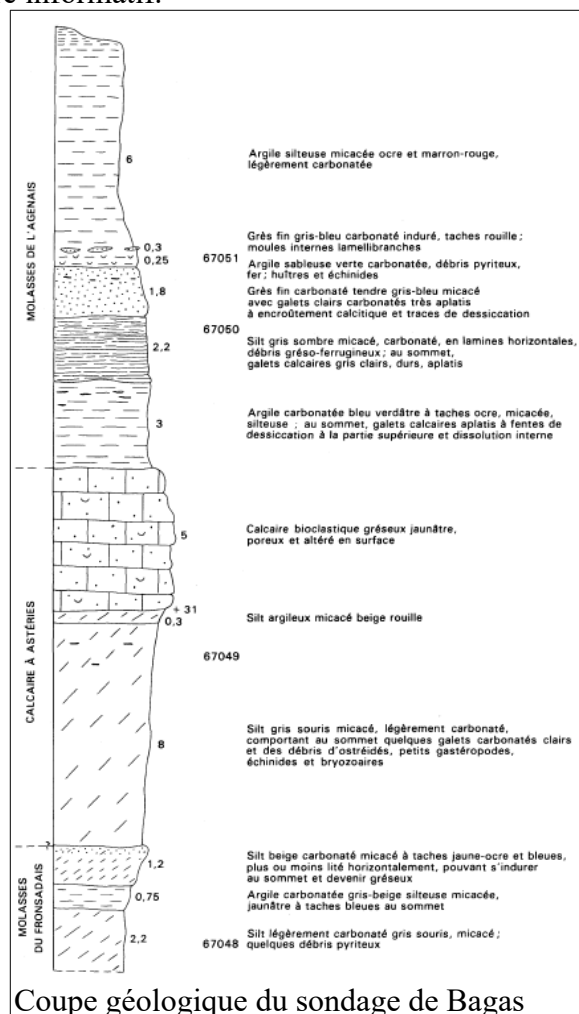 e informatif.
MOLASSES DE L'AGENAIS
6
Argile silteuse micacée ocre et marron-rouge,
légèrement carbonatée
0,3
Grès fin gris-bleu carbonaté induré, taches rouille ;
moules internes lamellibranches
0,25
67051
Argile sableuse verte carbonatée, débris pyriteux,
fer ; huîtres et échinides
1,8
Grès fin carbonaté tendre gris-bleu micacé
avec galets clairs carbonatés très aplatis
à encroûtement calcitique et traces de dessiccation
67050
2,2
Silt gris sombre micacé, carbonaté, en lamines horizontales,
débris gréso-ferrugineux ; au sommet,
galets calcaires gris clairs, durs, aplatis
3
Argile carbonatée bleu verdâtre à taches ocre, micacée,
silteuse ; au sommet, galets calcaires aplatis à fentes de
dessiccation à la partie supérieure et dissolution interne
CALCAIRE À ASTÉRIES
5
Calcaire bioclastique gréseux jaunâtre,
poreux et altéré en surface
+ 31
0,3
Silt argileux micacé beige rouille
67049
8
Silt gris souris micacé, légèrement carbonaté,
comportant au sommet quelques galets carbonatés clairs
et des débris d'ostréidés, petits gastéropodes,
échinides et bryozoaires
?
MOLASSES
DU FRONSADAIS
1,2
Silt beige carbonaté micacé à taches jaune-ocre et bleues,
plus ou moins lité horizontalement, pouvant s'indurer
au sommet et devenir gréseux
0,75
Argile carbonatée gris-beige silteuse micacée,
jaunâtre à taches bleues au sommet
2,2
67048
Silt légèrement carbonaté gris souris, micacé ;
quelques débris pyriteux
Coupe géologique du sondage de Bagas